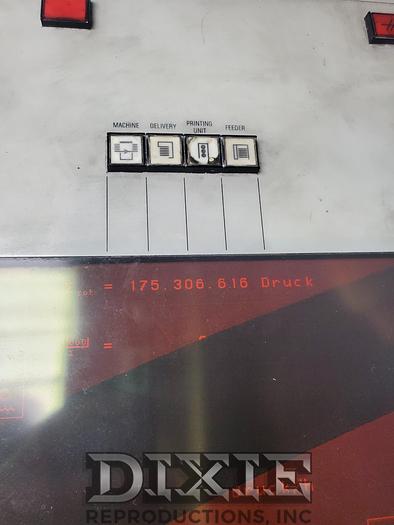 MACHINE DELIVERY PRINTING UNIT FEEDER
= 175.306.616 Druck
=
DIXIE
REPRODUCTIONS, INC